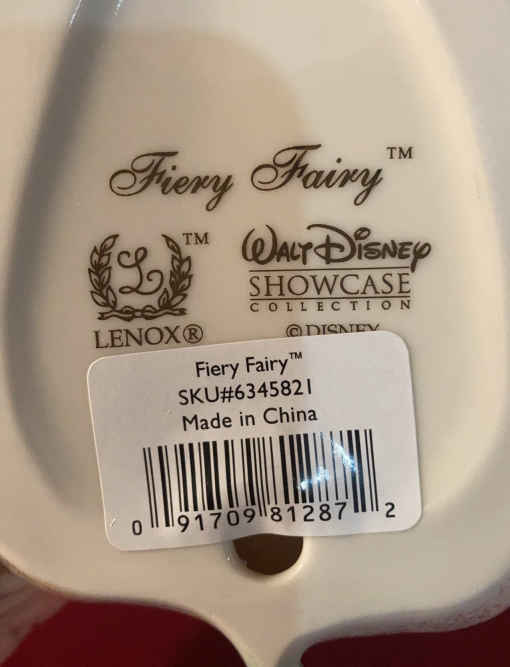 Fiery Fairy™
L ™
LENOX®
WALT DISNEY
SHOWCASE
COLLECTION
© DISNEY
Fiery Fairy™
SKU#6345821
Made in China
0 91709 81287 2